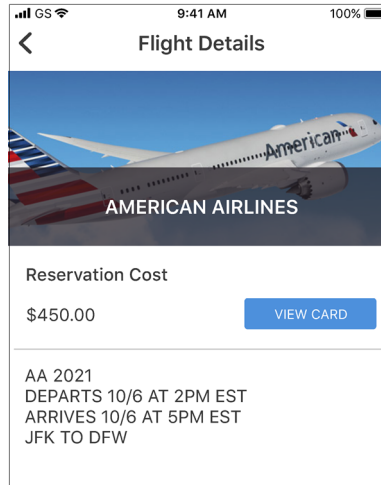 GS 9:41 AM 100%
Flight Details
American
AMERICAN AIRLINES
Reservation Cost
$450.00 VIEW CARD
AA 2021
DEPARTS 10/6 AT 2PM EST
ARRIVES 10/6 AT 5PM EST
JFK TO DFW